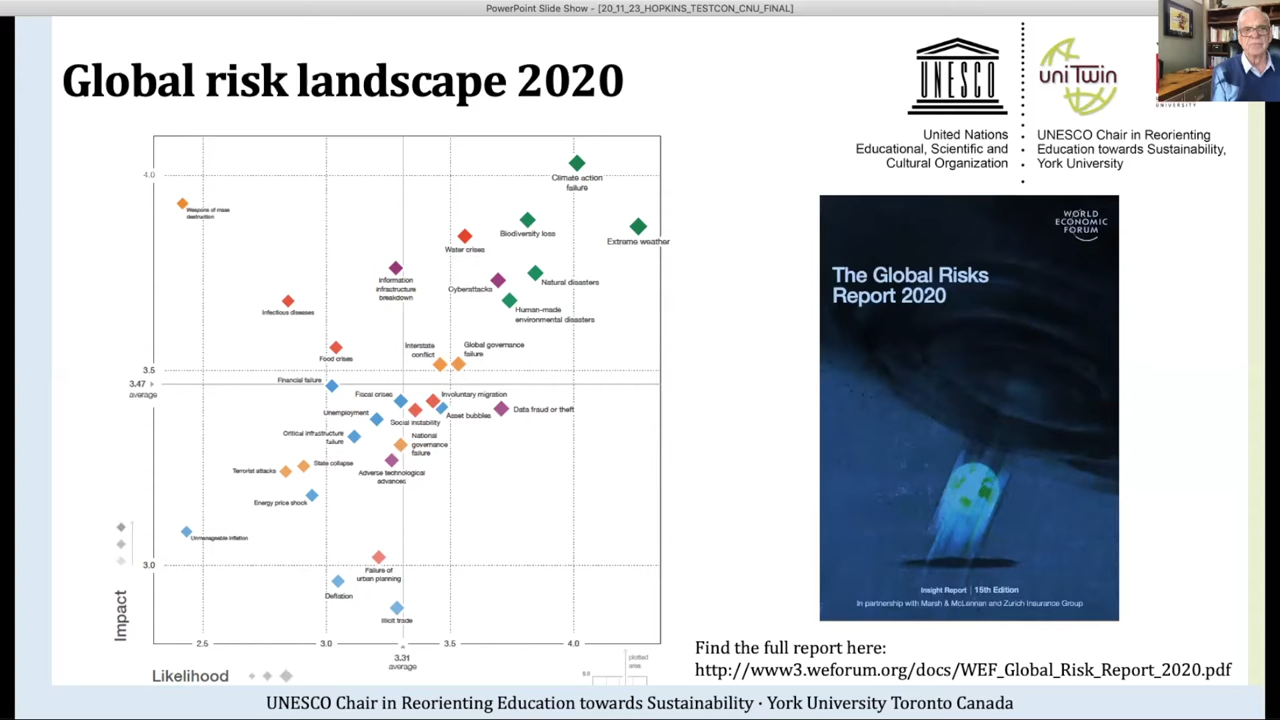 PowerPoint Slide Show - [20_11_23_HOPKINS_TESTCON_CNU_FINAL]
Global risk landscape 2020
UNESCO
uniTwin
United Nations
Educational, Scientific and
Cultural Organization
UNESCO Chair in Reorienting
Education towards Sustainability,
York University
4.0
Climate action
failure
Weapons of mass
destruction
Biodiversity loss
Extreme weather
Water crises
Information
infrastructure
breakdown
Cyberattacks
Natural disasters
Infectious diseases
Human-made
environmental disasters
Food crises
Interstate
conflict
Global governance
failure
3.5
3.47
average
Financial failure
Fiscal crises
Involuntary migration
Unemployment
Social instability
Asset bubbles
Data fraud or theft
Critical infrastructure
failure
National
governance
failure
Terrorist attacks
State collapse
Adverse technological
advances
Energy price shock
Unmanageable inflation
3.0
Failure of
urban planning
Deflation
Illicit trade
Impact
2.5
3.0
3.5
4.0
3.31
average
plotted
area
5.0
Likelihood
WORLD
ECONOMIC
FORUM
The Global Risks
Report 2020
Insight Report | 15th Edition
In partnership with Marsh & McLennan and Zurich Insurance Group
Find the full report here:
http://www3.weforum.org/docs/WEF_Global_Risk_Report_2020.pdf
UNESCO Chair in Reorienting Education towards Sustainability · York University Toronto Canada